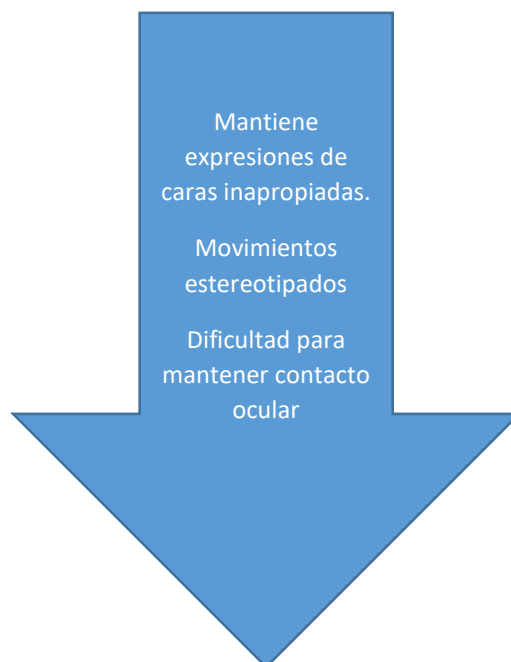 Mantiene
expresiones de
caras inapropiadas.
Movimientos
estereotipados
Dificultad para
mantener contacto
ocular